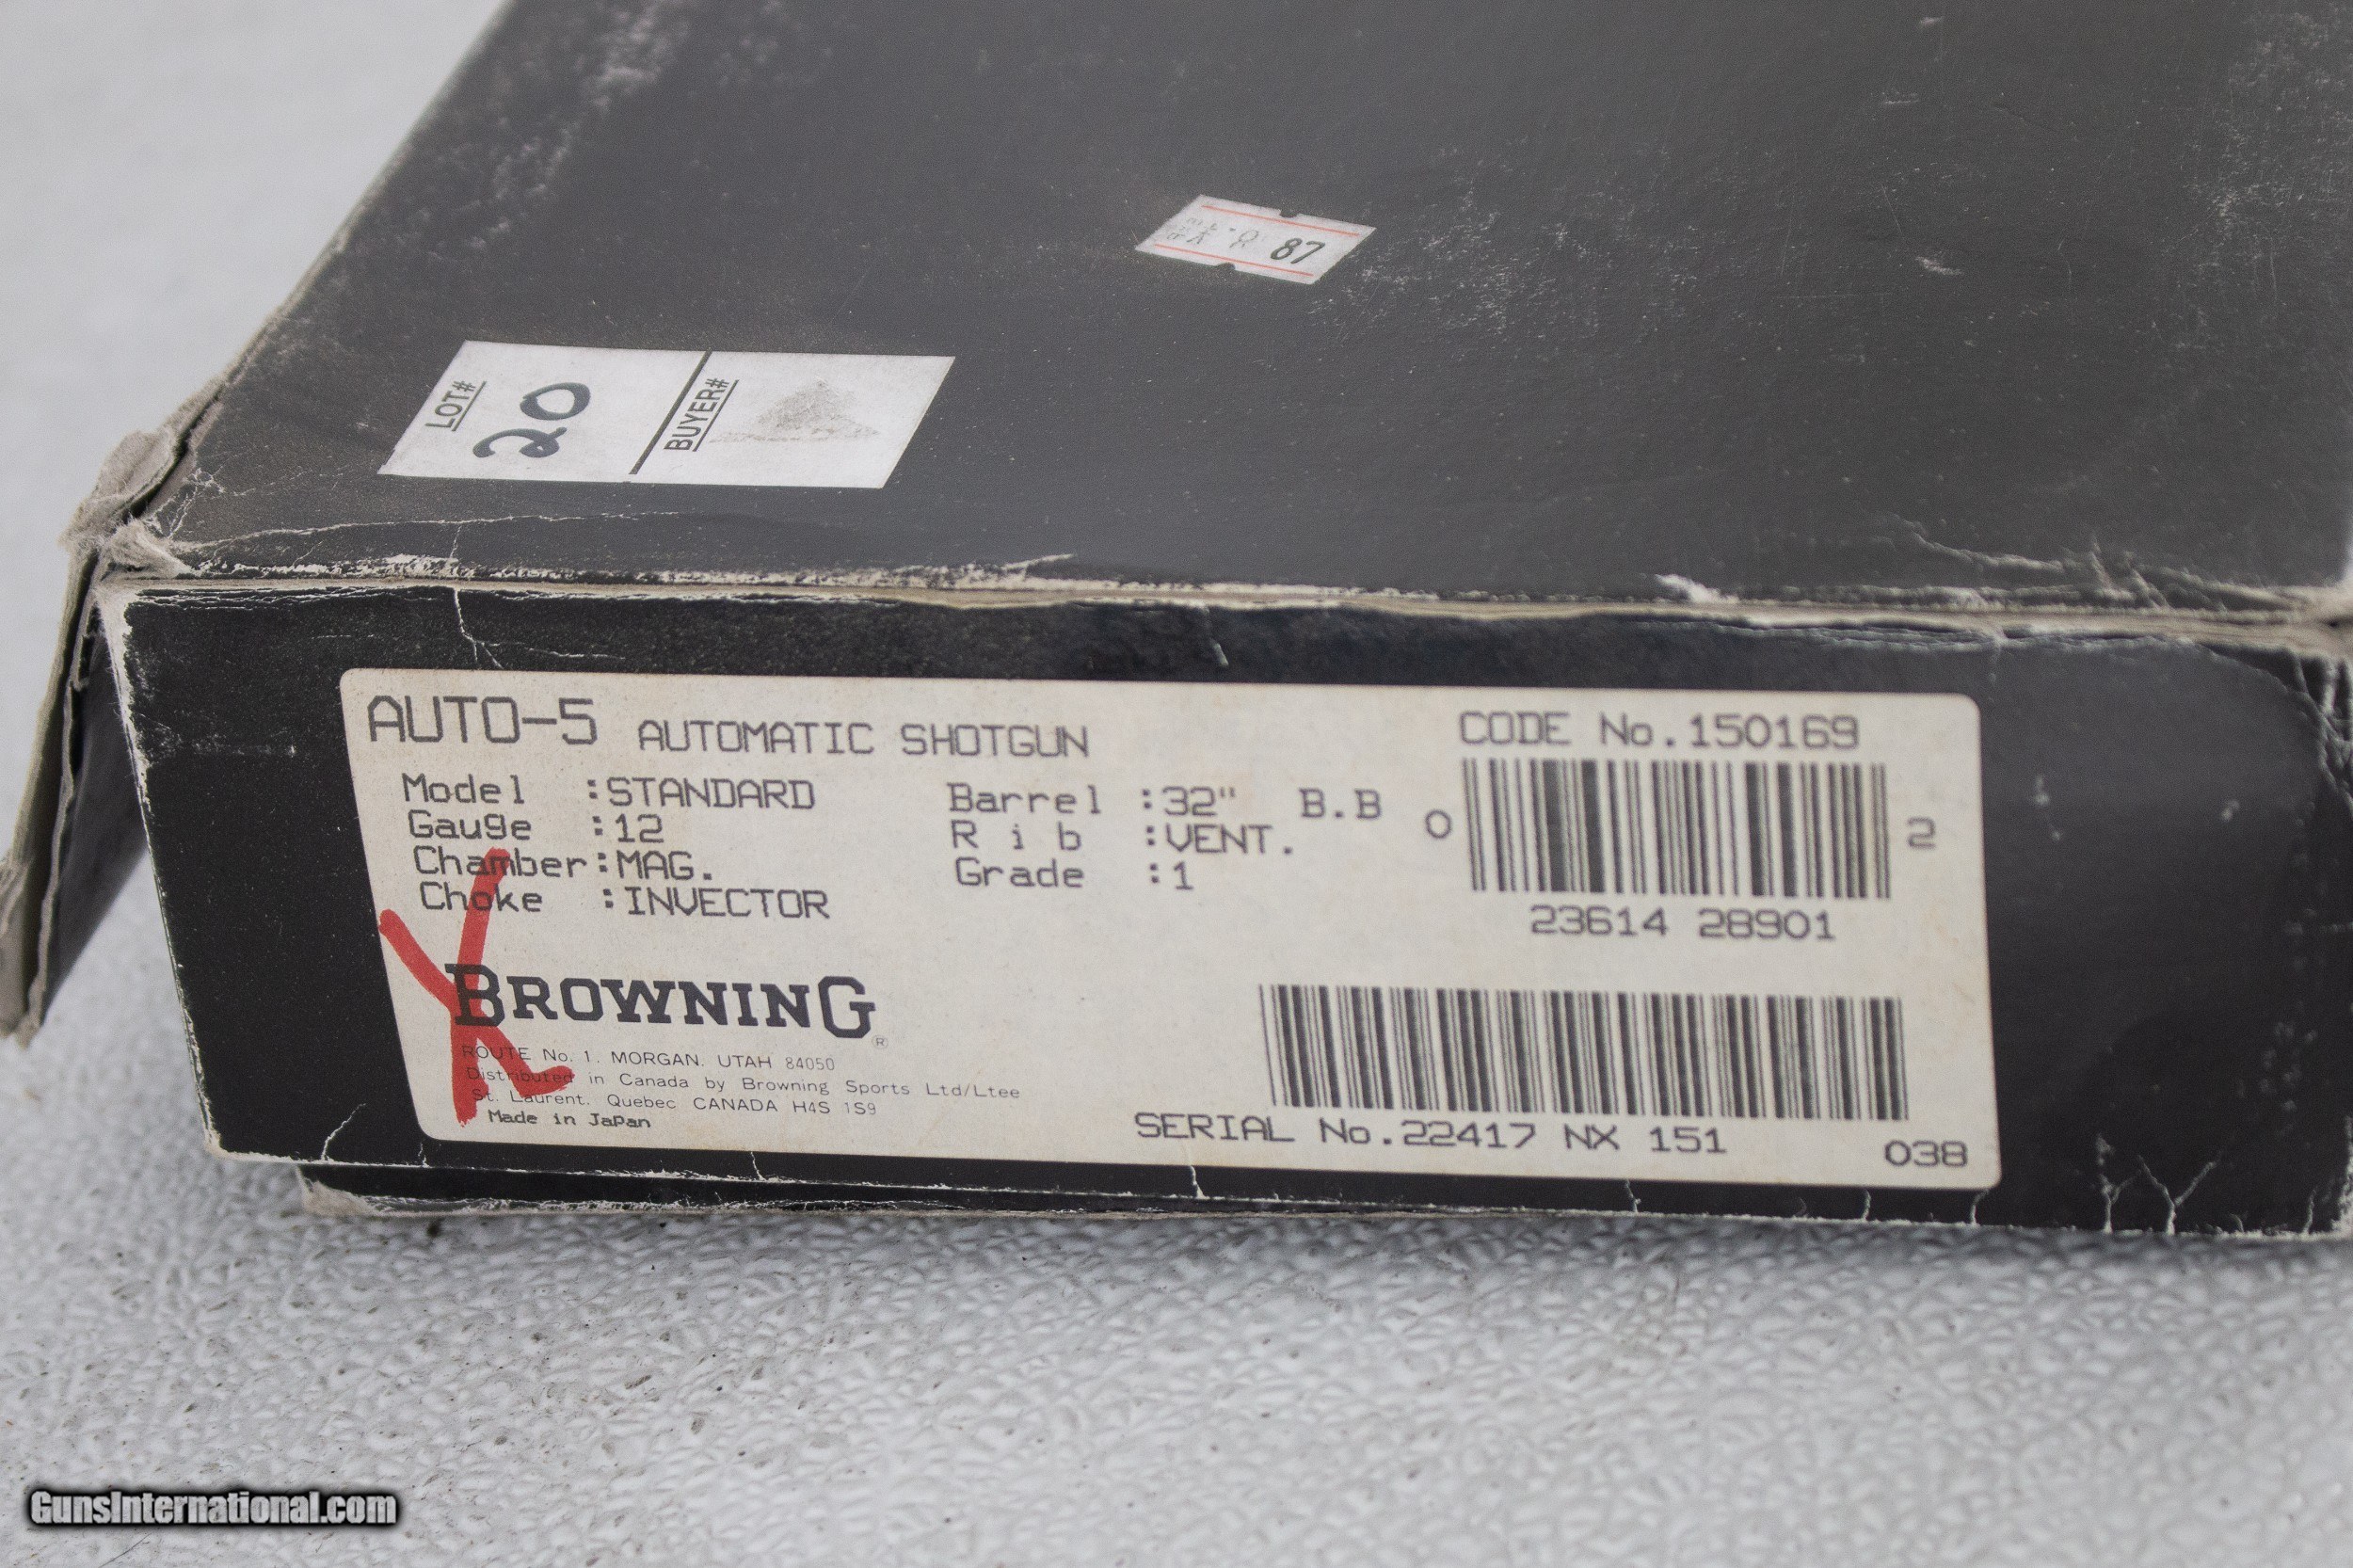 87
LOT#
20
BUYER#
AUTO-5 AUTOMATIC SHOTGUN
Model :STANDARD
Gauge :12
Chamber:MAG.
Choke :INVECTOR
Barrel :32" B.B
Rib :VENT.
Grade :1
CODE No.150169
0 2
23614 28901
BROWNING®
ROUTE No. 1. MORGAN. UTAH 84050
Distributed in Canada by Browning Sports Ltd/Ltee
St. Laurent. Quebec CANADA H4S 1S9
Made in Japan
SERIAL No.22417 NX 151
038
GunsInternational.com